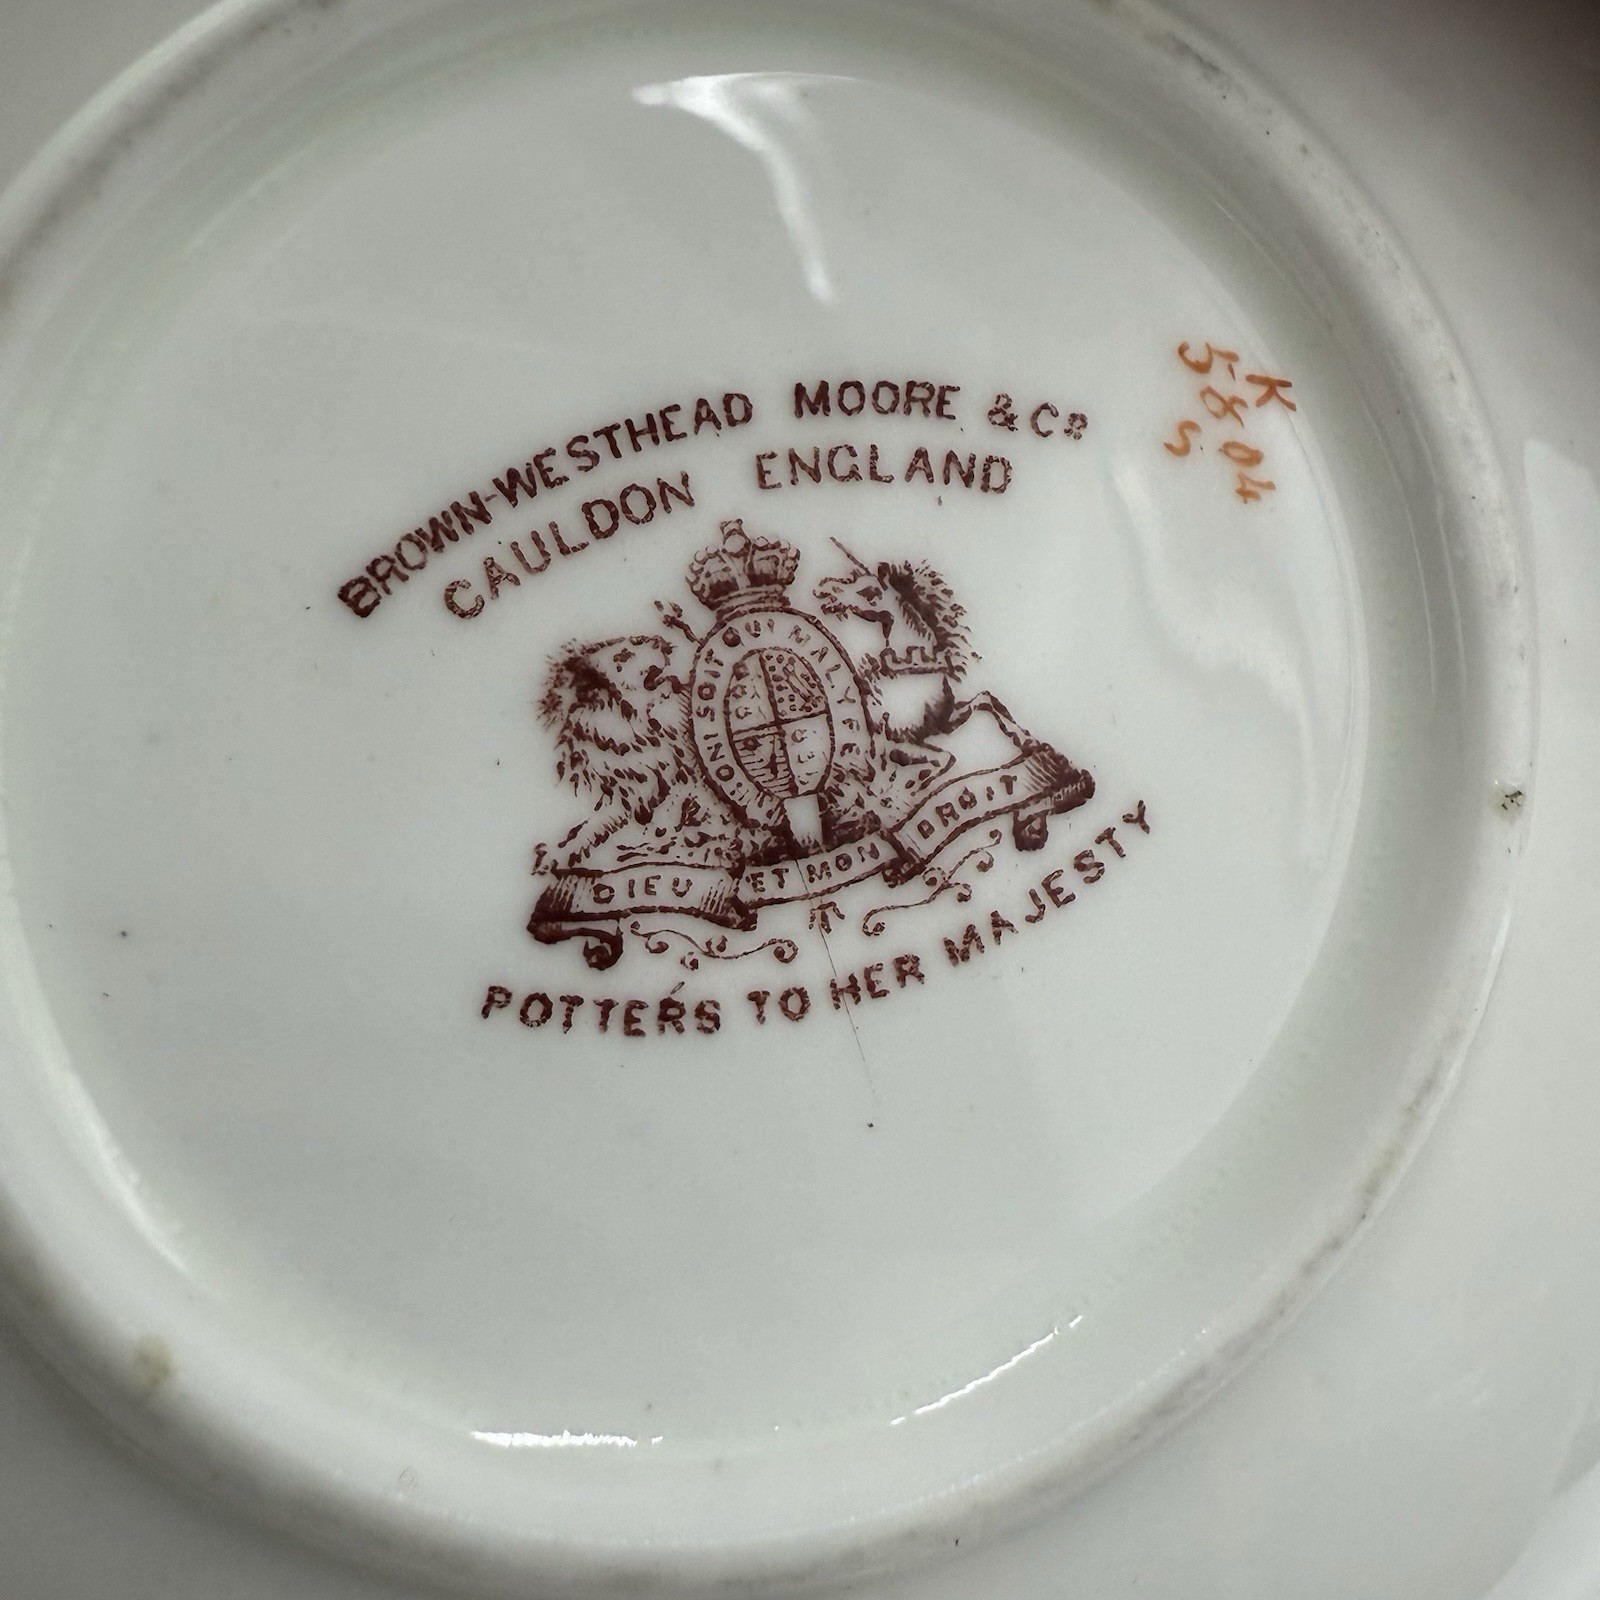 BROWN-WESTHEAD MOORE & Co
CAULDON ENGLAND
HONI SOIT QUI MAL Y
DIEU ET MON DROIT
POTTERS TO HER MAJESTY
K
5804
S